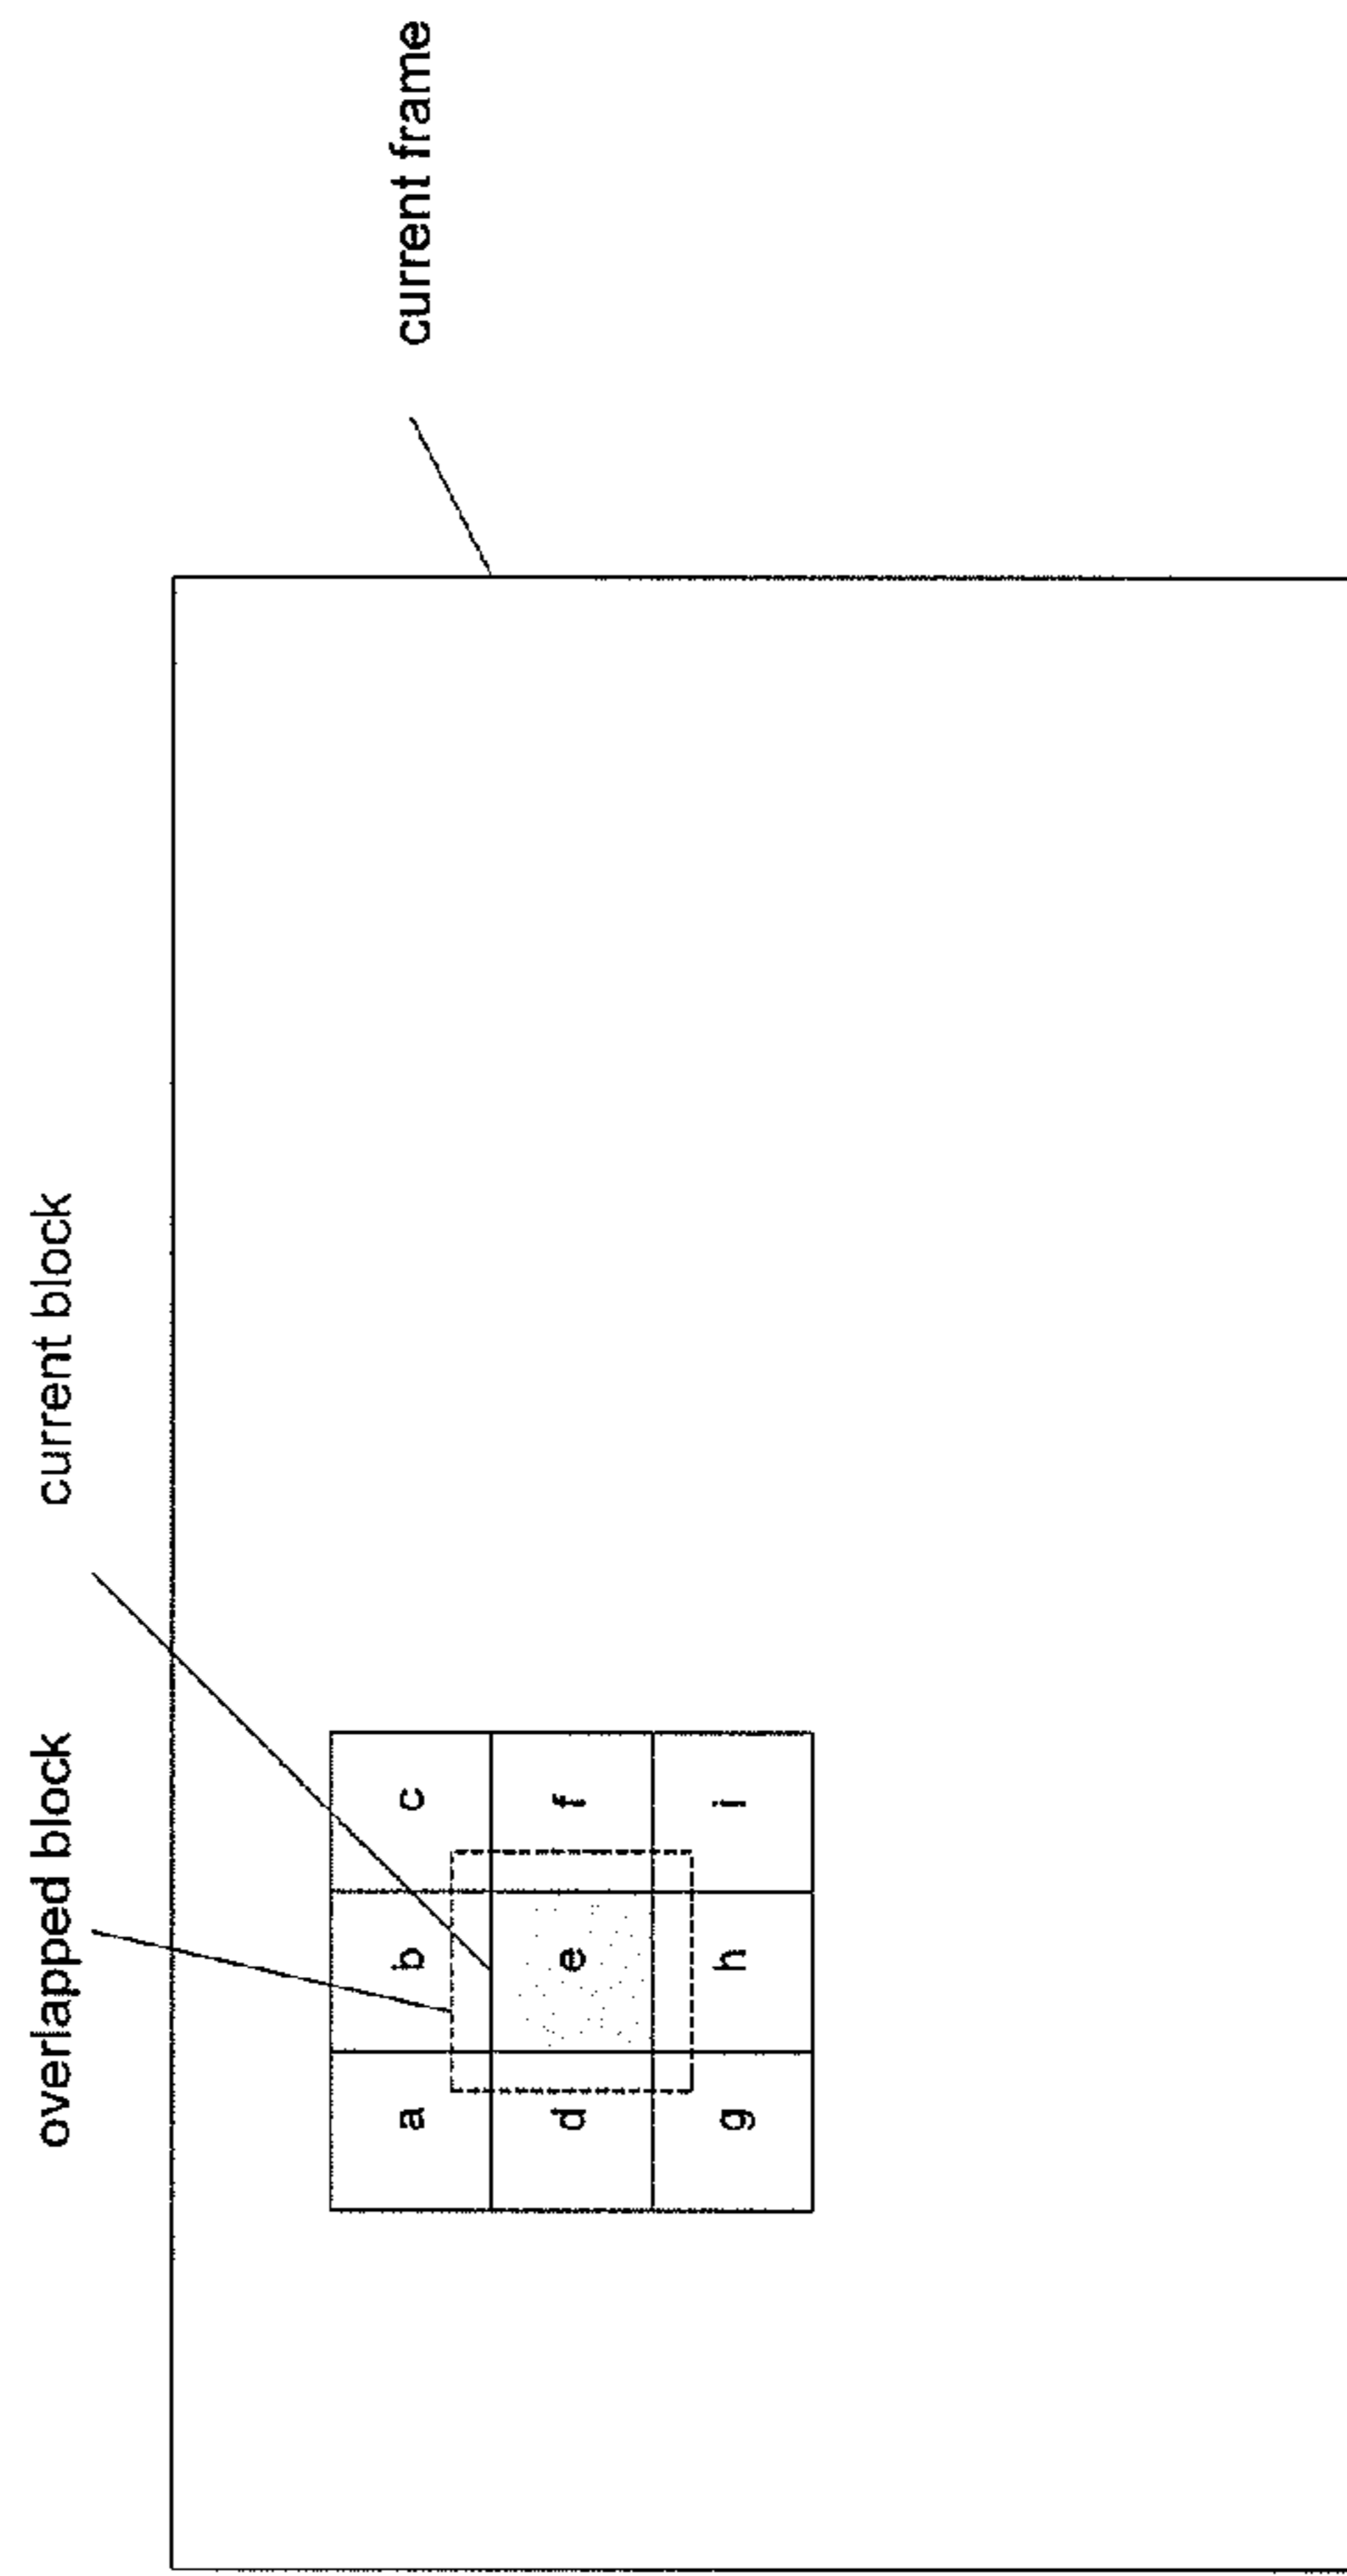 overlapped block
current block
current frame
a b c
d e f
g h i